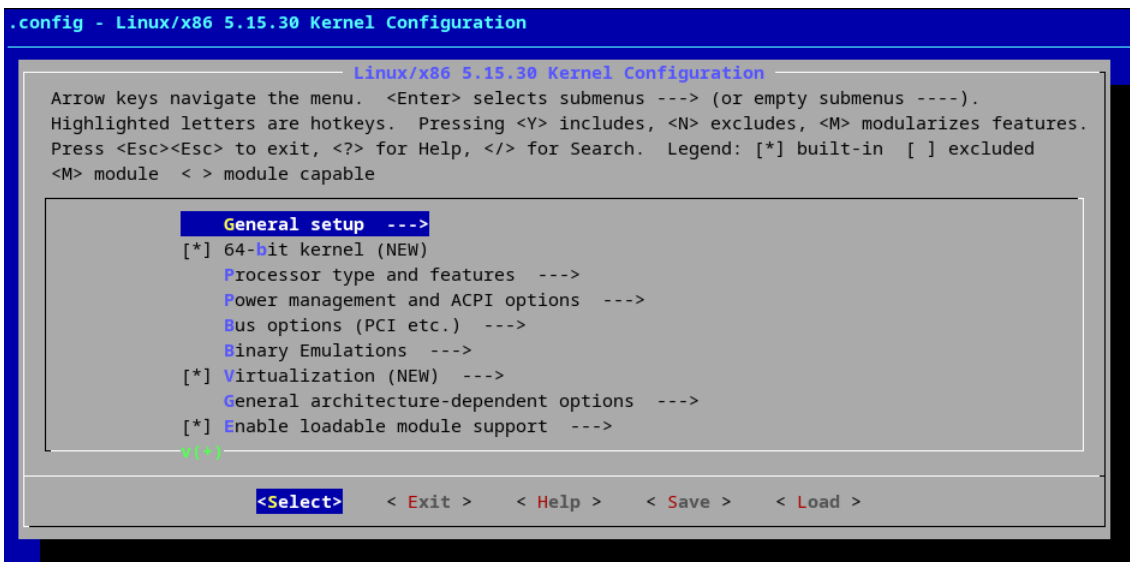 .config - Linux/x86 5.15.30 Kernel Configuration
Linux/x86 5.15.30 Kernel Configuration
Arrow keys navigate the menu.  <Enter> selects submenus ---> (or empty submenus ----).
Highlighted letters are hotkeys.  Pressing <Y> includes, <N> excludes, <M> modularizes features.
Press <Esc><Esc> to exit, <?> for Help, </> for Search.  Legend: [*] built-in  [ ] excluded
<M> module  < > module capable
General setup  --->
[*] 64-bit kernel (NEW)
Processor type and features  --->
Power management and ACPI options  --->
Bus options (PCI etc.)  --->
Binary Emulations  --->
[*] Virtualization (NEW)  --->
General architecture-dependent options  --->
[*] Enable loadable module support  --->
v(+)
<Select>    < Exit >    < Help >    < Save >    < Load >